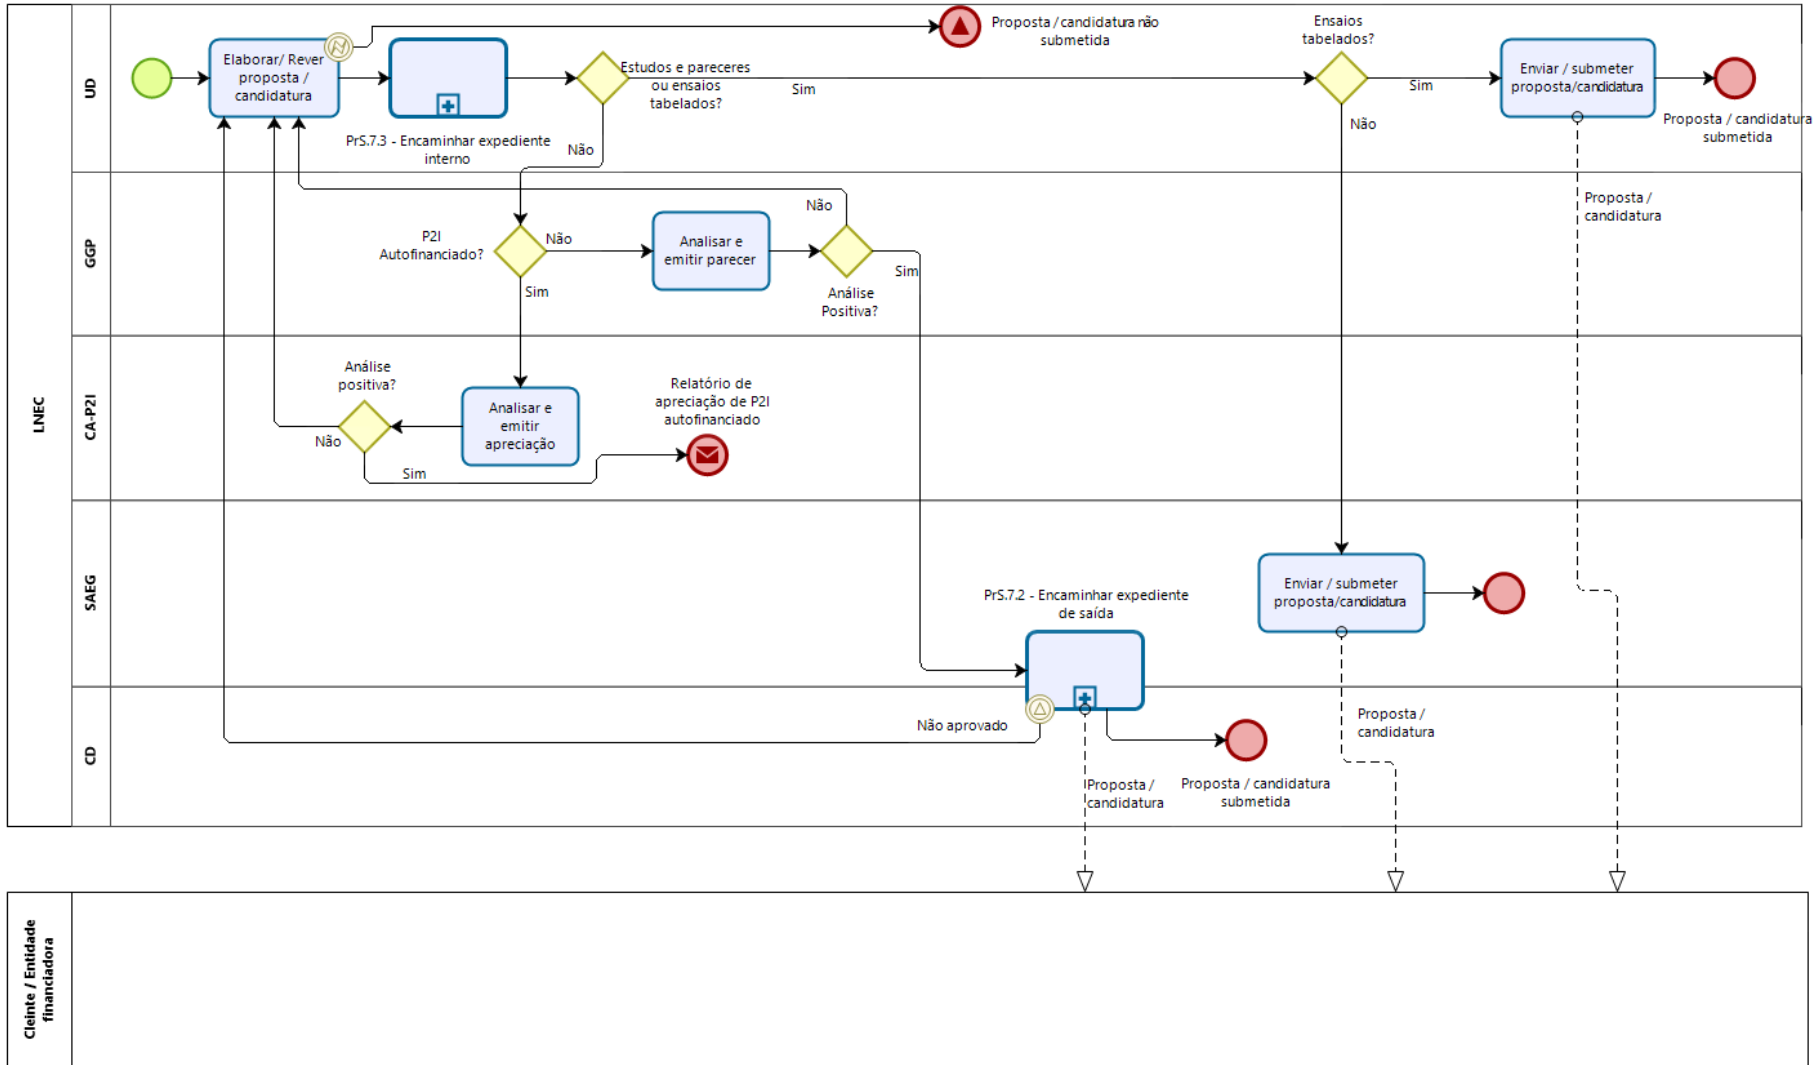 Proposta / candidatura não
submetida
Ensaios
tabelados?
UD
Elaborar/ Rever
proposta /
candidatura
Estudos e pareceres
ou ensaios
tabelados?
Sim
Sim
Enviar / submeter
proposta/candidatura
Proposta / candidatura
submetida
PrS.7.3 - Encaminhar expediente
interno
Não
Não
LNEC
GGP
P2I
Autofinanciado?
Não
Sim
Analisar e
emitir parecer
Não
Sim
Análise
Positiva?
Proposta /
candidatura
CA-P2I
Análise
positiva?
Não
Sim
Analisar e
emitir
apreciação
Relatório de
apreciação de P2I
autofinanciado
SAEG
PrS.7.2 - Encaminhar expediente
de saída
Enviar / submeter
proposta/candidatura
CD
Não aprovado
Proposta /
candidatura
Proposta / candidatura
submetida
Proposta /
candidatura
Cleinte / Entidade
financiadora